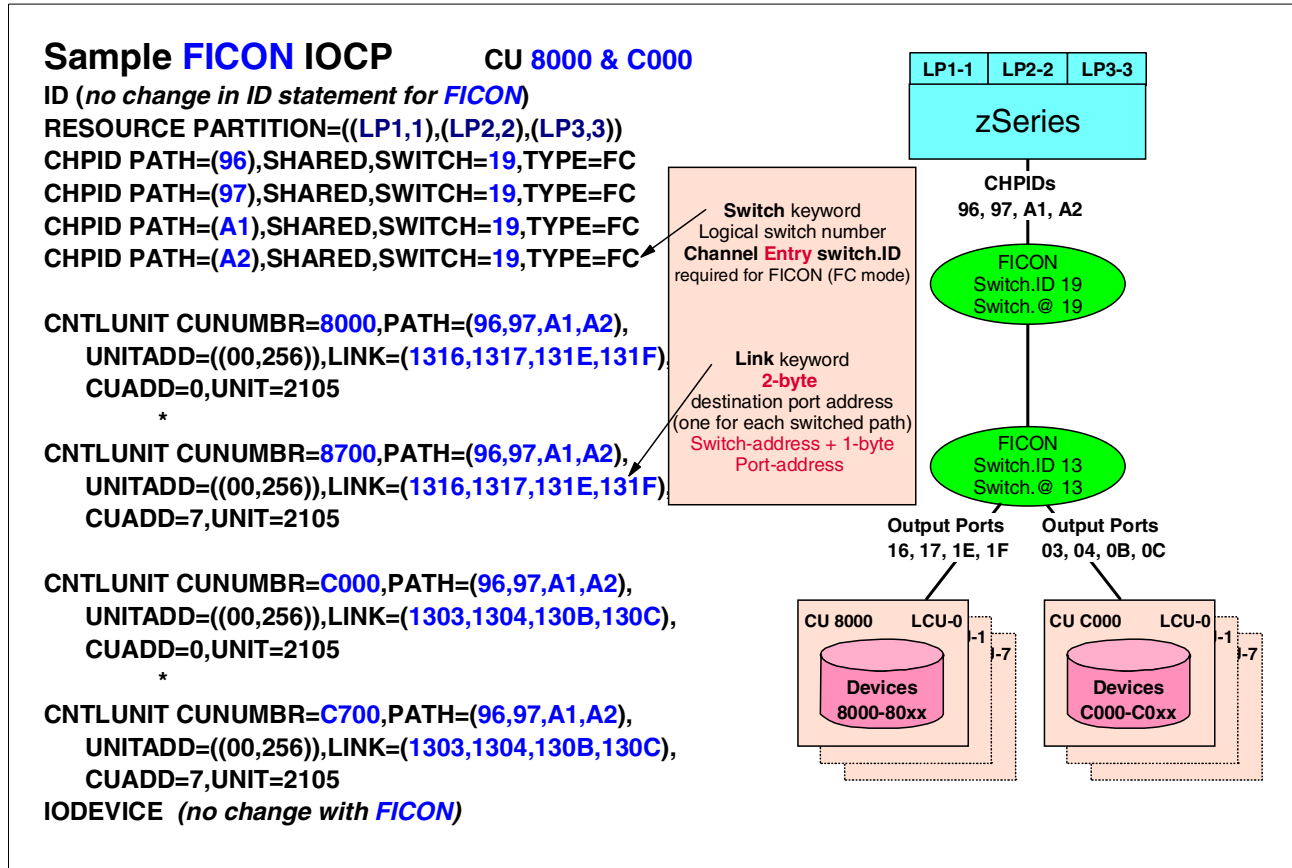 Sample FICON IOCP CU 8000 & C000
ID (no change in ID statement for FICON)
RESOURCE PARTITION=((LP1,1),(LP2,2),(LP3,3))
CHPID PATH=(96),SHARED,SWITCH=19,TYPE=FC
CHPID PATH=(97),SHARED,SWITCH=19,TYPE=FC
CHPID PATH=(A1),SHARED,SWITCH=19,TYPE=FC
CHPID PATH=(A2),SHARED,SWITCH=19,TYPE=FC
CNTLUNIT CUNUMBR=8000,PATH=(96,97,A1,A2),
UNITADD=((00,256)),LINK=(1316,1317,131E,131F),
CUADD=0,UNIT=2105
*
CNTLUNIT CUNUMBR=8700,PATH=(96,97,A1,A2),
UNITADD=((00,256)),LINK=(1316,1317,131E,131F),
CUADD=7,UNIT=2105
CNTLUNIT CUNUMBR=C000,PATH=(96,97,A1,A2),
UNITADD=((00,256)),LINK=(1303,1304,130B,130C),
CUADD=0,UNIT=2105
*
CNTLUNIT CUNUMBR=C700,PATH=(96,97,A1,A2),
UNITADD=((00,256)),LINK=(1303,1304,130B,130C),
CUADD=7,UNIT=2105
IODEVICE (no change with FICON)
Switch keyword
Logical switch number
Channel Entry switch.ID
required for FICON (FC mode)
Link keyword
2-byte
destination port address
(one for each switched path)
Switch-address + 1-byte
Port-address
LP1-1 LP2-2 LP3-3
zSeries
CHPIDs
96, 97, A1, A2
FICON
Switch.ID 19
Switch.@ 19
FICON
Switch.ID 13
Switch.@ 13
Output Ports
16, 17, 1E, 1F
Output Ports
03, 04, 0B, 0C
CU 8000 LCU-0
J-1
J-7
Devices
8000-80xx
CU C000 LCU-0
J-1
J-7
Devices
C000-C0xx